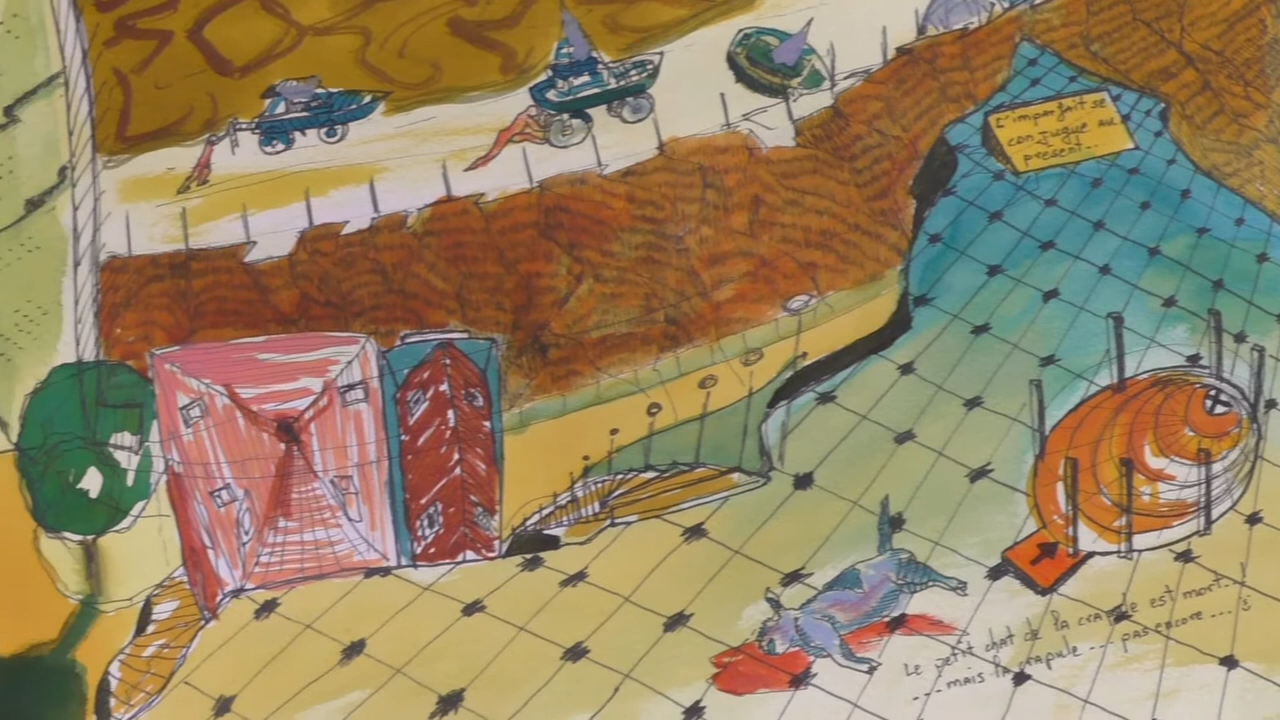 L'imparfait se
conjugue au
présent...
Le petit chat de la crapule est mort...!
...mais la crapule... pas encore...